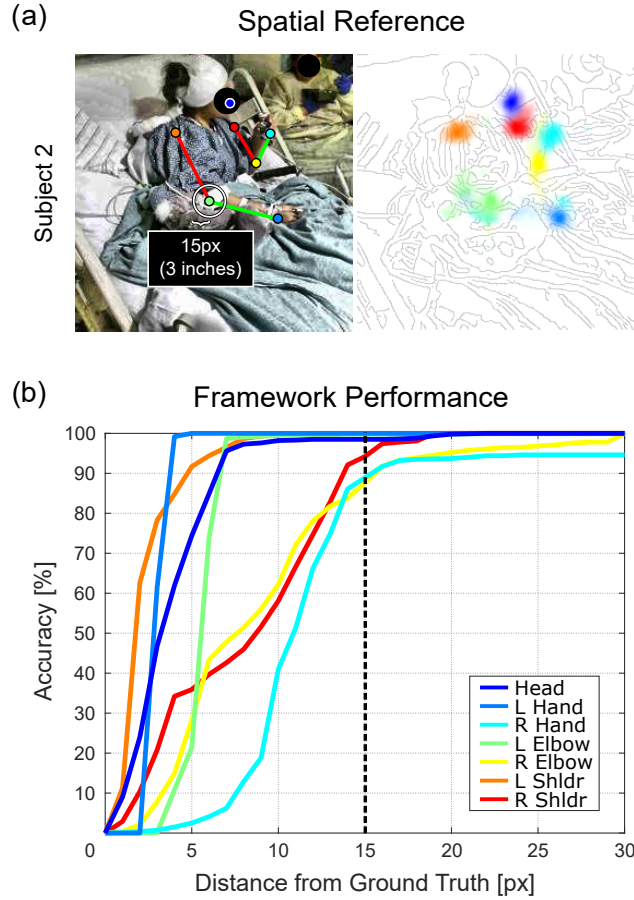 (a)
Spatial Reference
Subject 2
15px
(3 inches)
(b)
Framework Performance
Accuracy [%]
100
90
80
70
60
50
40
30
20
10
0
5
10
15
20
25
30
Distance from Ground Truth [px]
Head
L Hand
R Hand
L Elbow
R Elbow
L Shldr
R Shldr